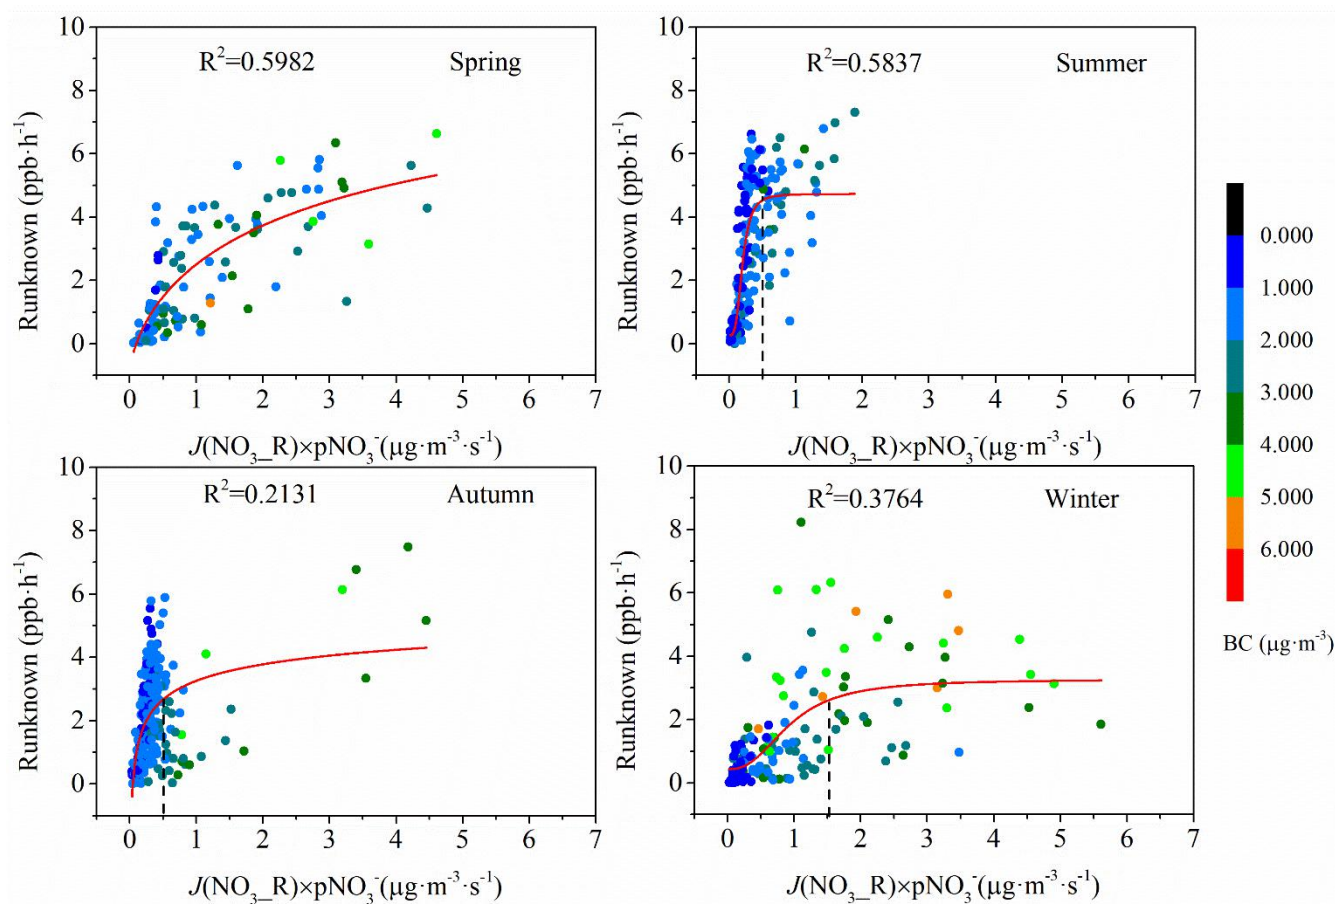 R²=0.5982 Spring
Runknown (ppb·h⁻¹)
10
8
6
4
2
0
0 1 2 3 4 5 6 7
J(NO₃_R)×pNO₃⁻(μg·m⁻³·s⁻¹)
R²=0.5837 Summer
Runknown (ppb·h⁻¹)
10
8
6
4
2
0
0 1 2 3 4 5 6 7
J(NO₃_R)×pNO₃⁻(μg·m⁻³·s⁻¹)
R²=0.2131 Autumn
Runknown (ppb·h⁻¹)
10
8
6
4
2
0
0 1 2 3 4 5 6 7
J(NO₃_R)×pNO₃⁻(μg·m⁻³·s⁻¹)
R²=0.3764 Winter
Runknown (ppb·h⁻¹)
10
8
6
4
2
0
0 1 2 3 4 5 6 7
J(NO₃_R)×pNO₃⁻(μg·m⁻³·s⁻¹)
0.000
1.000
2.000
3.000
4.000
5.000
6.000
BC (μg·m⁻³)